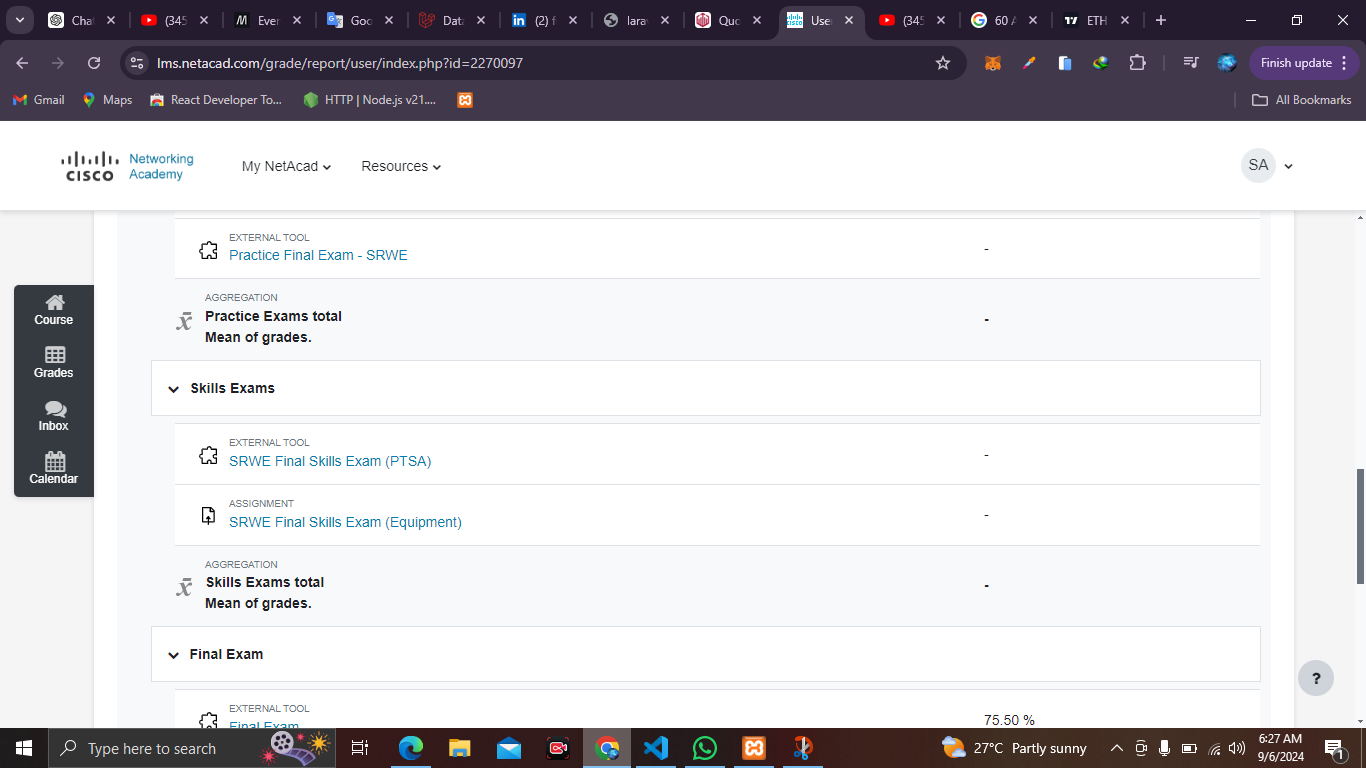 Chat
(345
Ever
Goo
Data
(2) f
lara
Quo
User
(345
60 A
ETH
lms.netacad.com/grade/report/user/index.php?id=2270097
Finish update
Gmail
Maps
React Developer To...
HTTP | Node.js v21....
All Bookmarks
CISCO
Networking
Academy
My NetAcad
Resources
SA
EXTERNAL TOOL
Practice Final Exam - SRWE
-
AGGREGATION
Practice Exams total
-
Mean of grades.
Course
Grades
Inbox
Calendar
Skills Exams
EXTERNAL TOOL
SRWE Final Skills Exam (PTSA)
-
ASSIGNMENT
SRWE Final Skills Exam (Equipment)
-
AGGREGATION
Skills Exams total
-
Mean of grades.
Final Exam
?
EXTERNAL TOOL
Final Exam
75.50 %
Type here to search
27°C Partly sunny
6:27 AM
9/6/2024
1